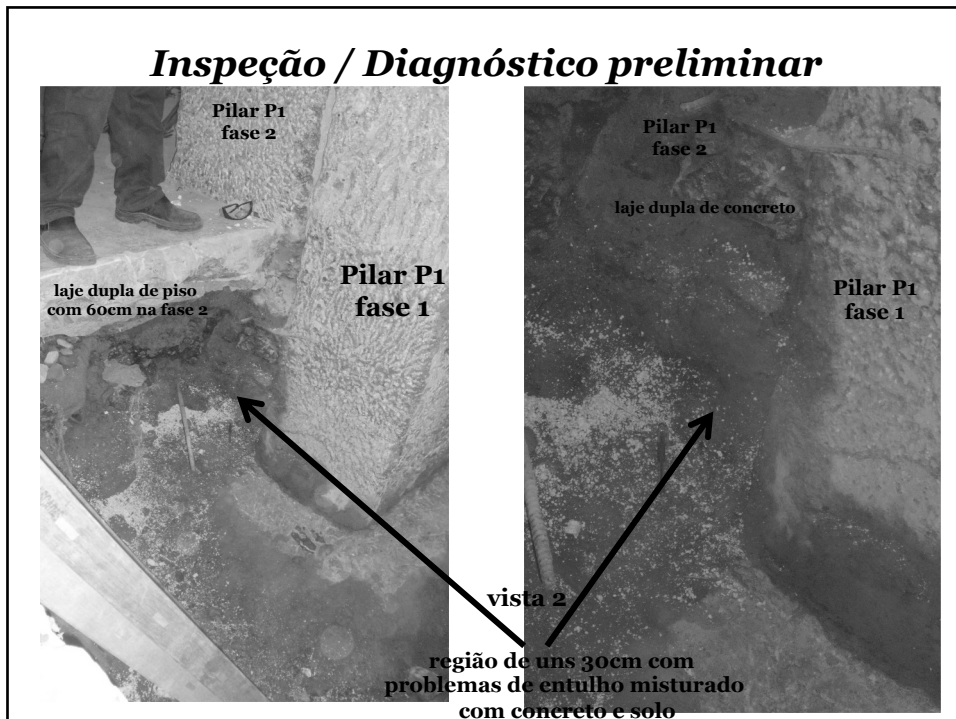 Inspeção / Diagnóstico preliminar
Pilar P1
fase 2
Pilar P1
fase 1
laje dupla de piso
com 60cm na fase 2
Pilar P1
fase 2
laje dupla de concreto
Pilar P1
fase 1
vista 2
região de uns 30cm com
problemas de entulho misturado
com concreto e solo